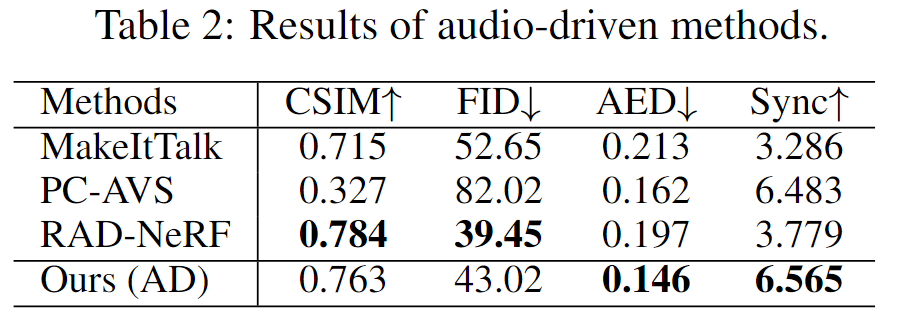 Table 2: Results of audio-driven methods.
Methods CSIM↑ FID↓ AED↓ Sync↑
MakeItTalk 0.715 52.65 0.213 3.286
PC-AVS 0.327 82.02 0.162 6.483
RAD-NeRF 0.784 39.45 0.197 3.779
Ours (AD) 0.763 43.02 0.146 6.565